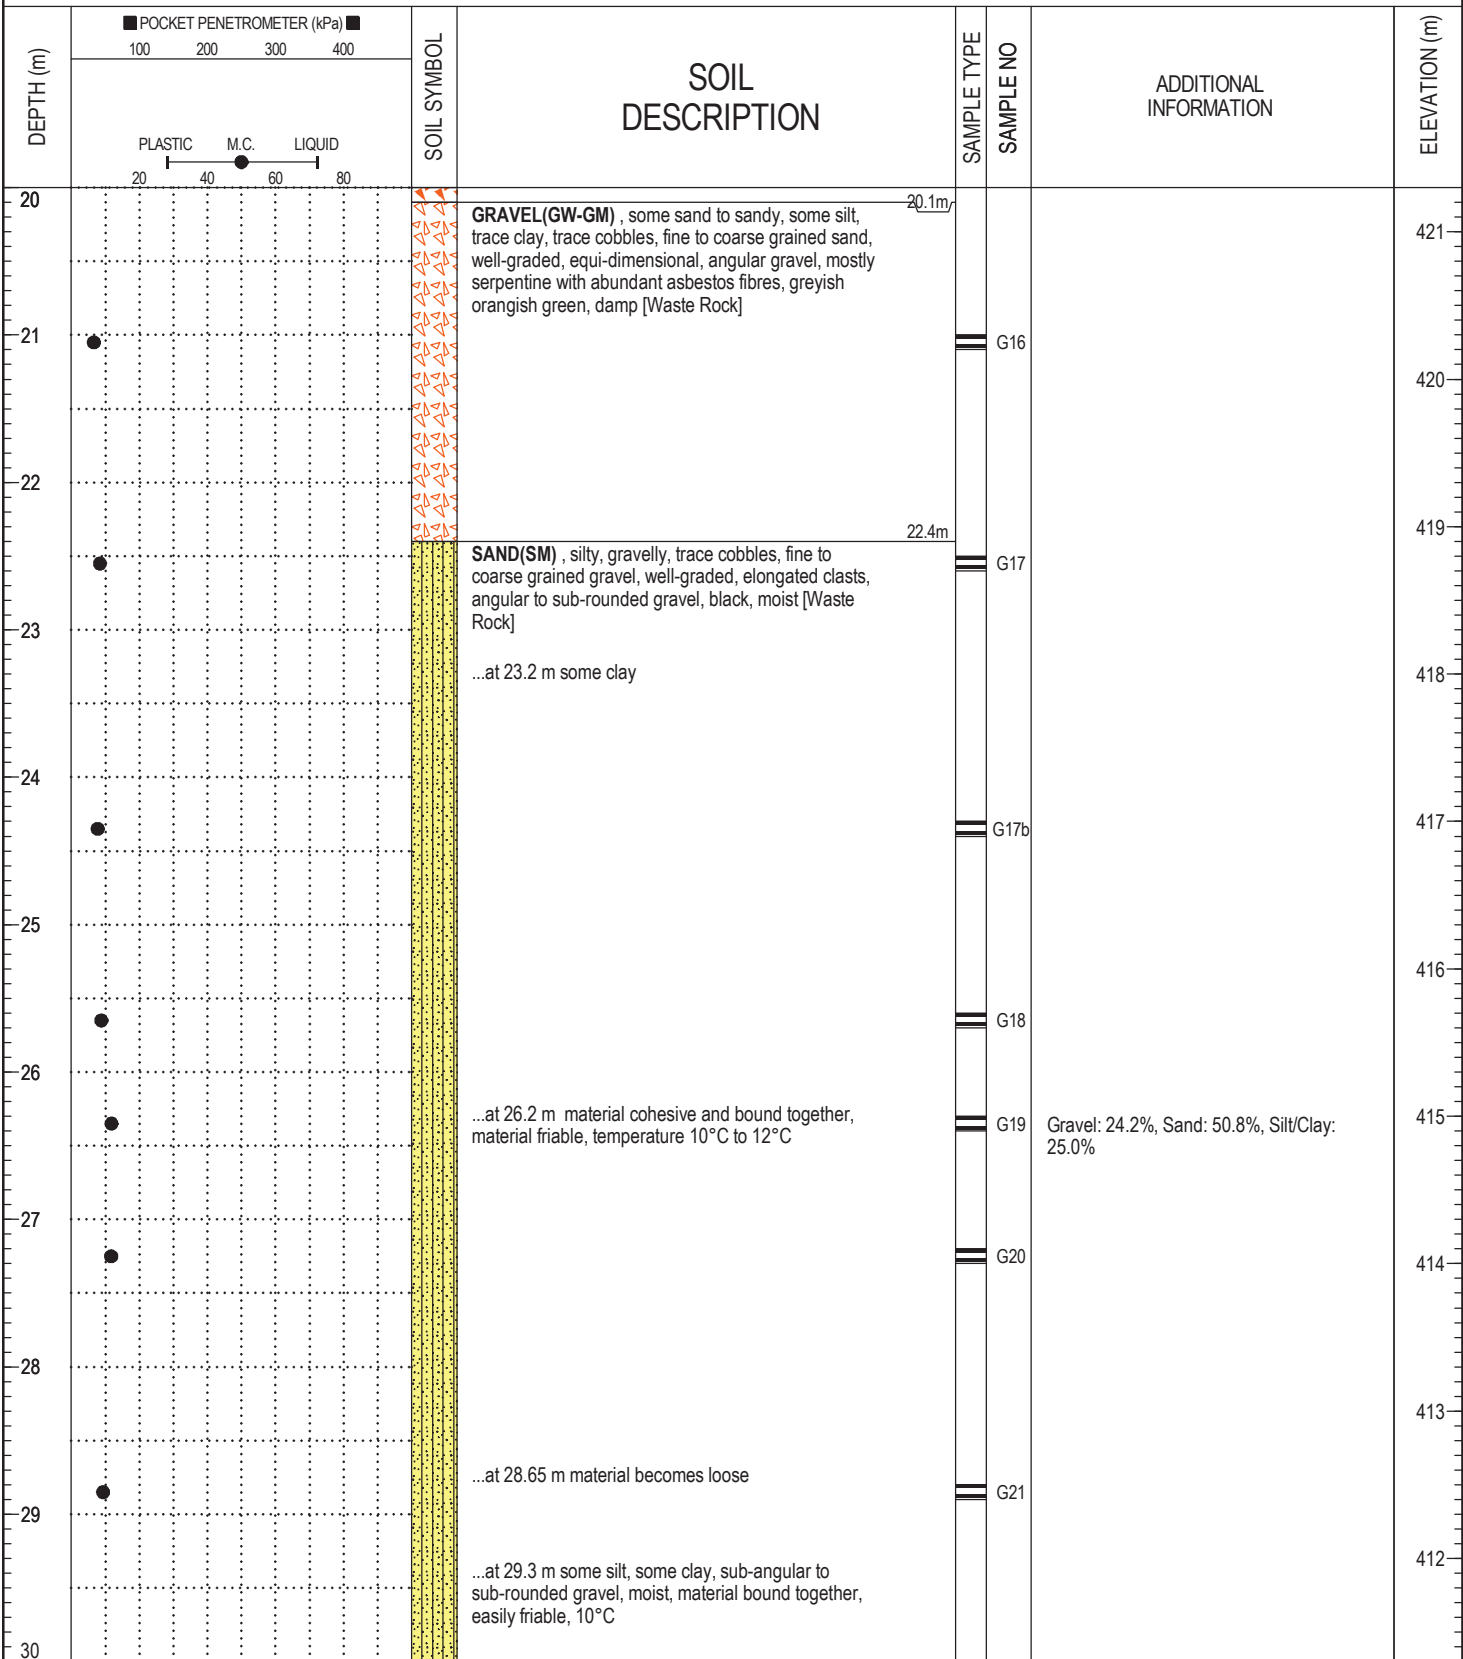 ■ POCKET PENETROMETER (kPa) ■
100 200 300 400
DEPTH (m)
PLASTIC M.C. LIQUID
20 40 60 80
SOIL SYMBOL
SOIL
DESCRIPTION
SAMPLE TYPE
SAMPLE NO
ADDITIONAL
INFORMATION
ELEVATION (m)
20
20.1m
GRAVEL(GW-GM) , some sand to sandy, some silt,
trace clay, trace cobbles, fine to coarse grained sand,
well-graded, equi-dimensional, angular gravel, mostly
serpentine with abundant asbestos fibres, greyish
orangish green, damp [Waste Rock]
421
21
G16
420
22
22.4m
419
SAND(SM) , silty, gravelly, trace cobbles, fine to
coarse grained gravel, well-graded, elongated clasts,
angular to sub-rounded gravel, black, moist [Waste
Rock]
G17
23
...at 23.2 m some clay
418
24
G17b
417
25
416
G18
26
...at 26.2 m material cohesive and bound together,
material friable, temperature 10°C to 12°C
G19
Gravel: 24.2%, Sand: 50.8%, Silt/Clay:
25.0%
415
27
G20
414
28
413
...at 28.65 m material becomes loose
G21
29
412
...at 29.3 m some silt, some clay, sub-angular to
sub-rounded gravel, moist, material bound together,
easily friable, 10°C
30